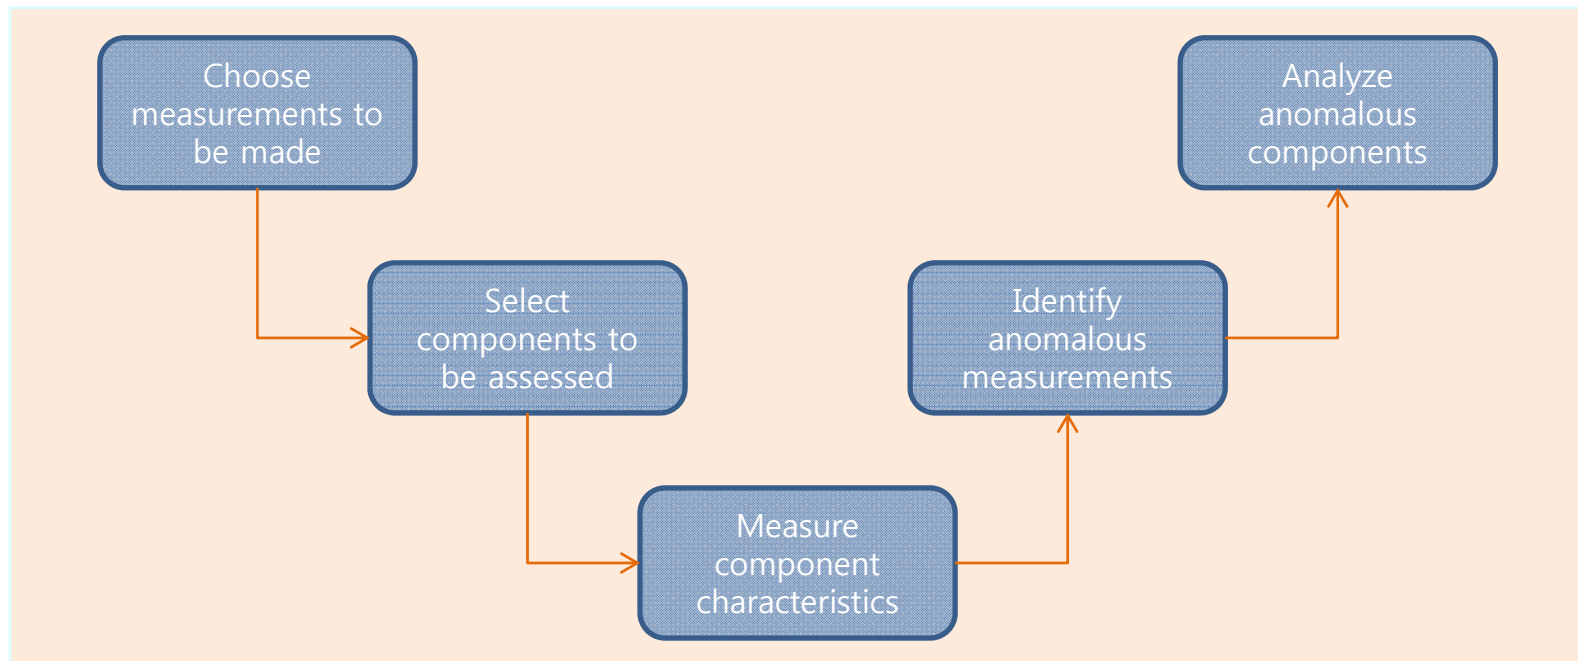 Choose
measurements to
be made
Select
components to
be assessed
Measure
component
characteristics
Identify
anomalous
measurements
Analyze
anomalous
components